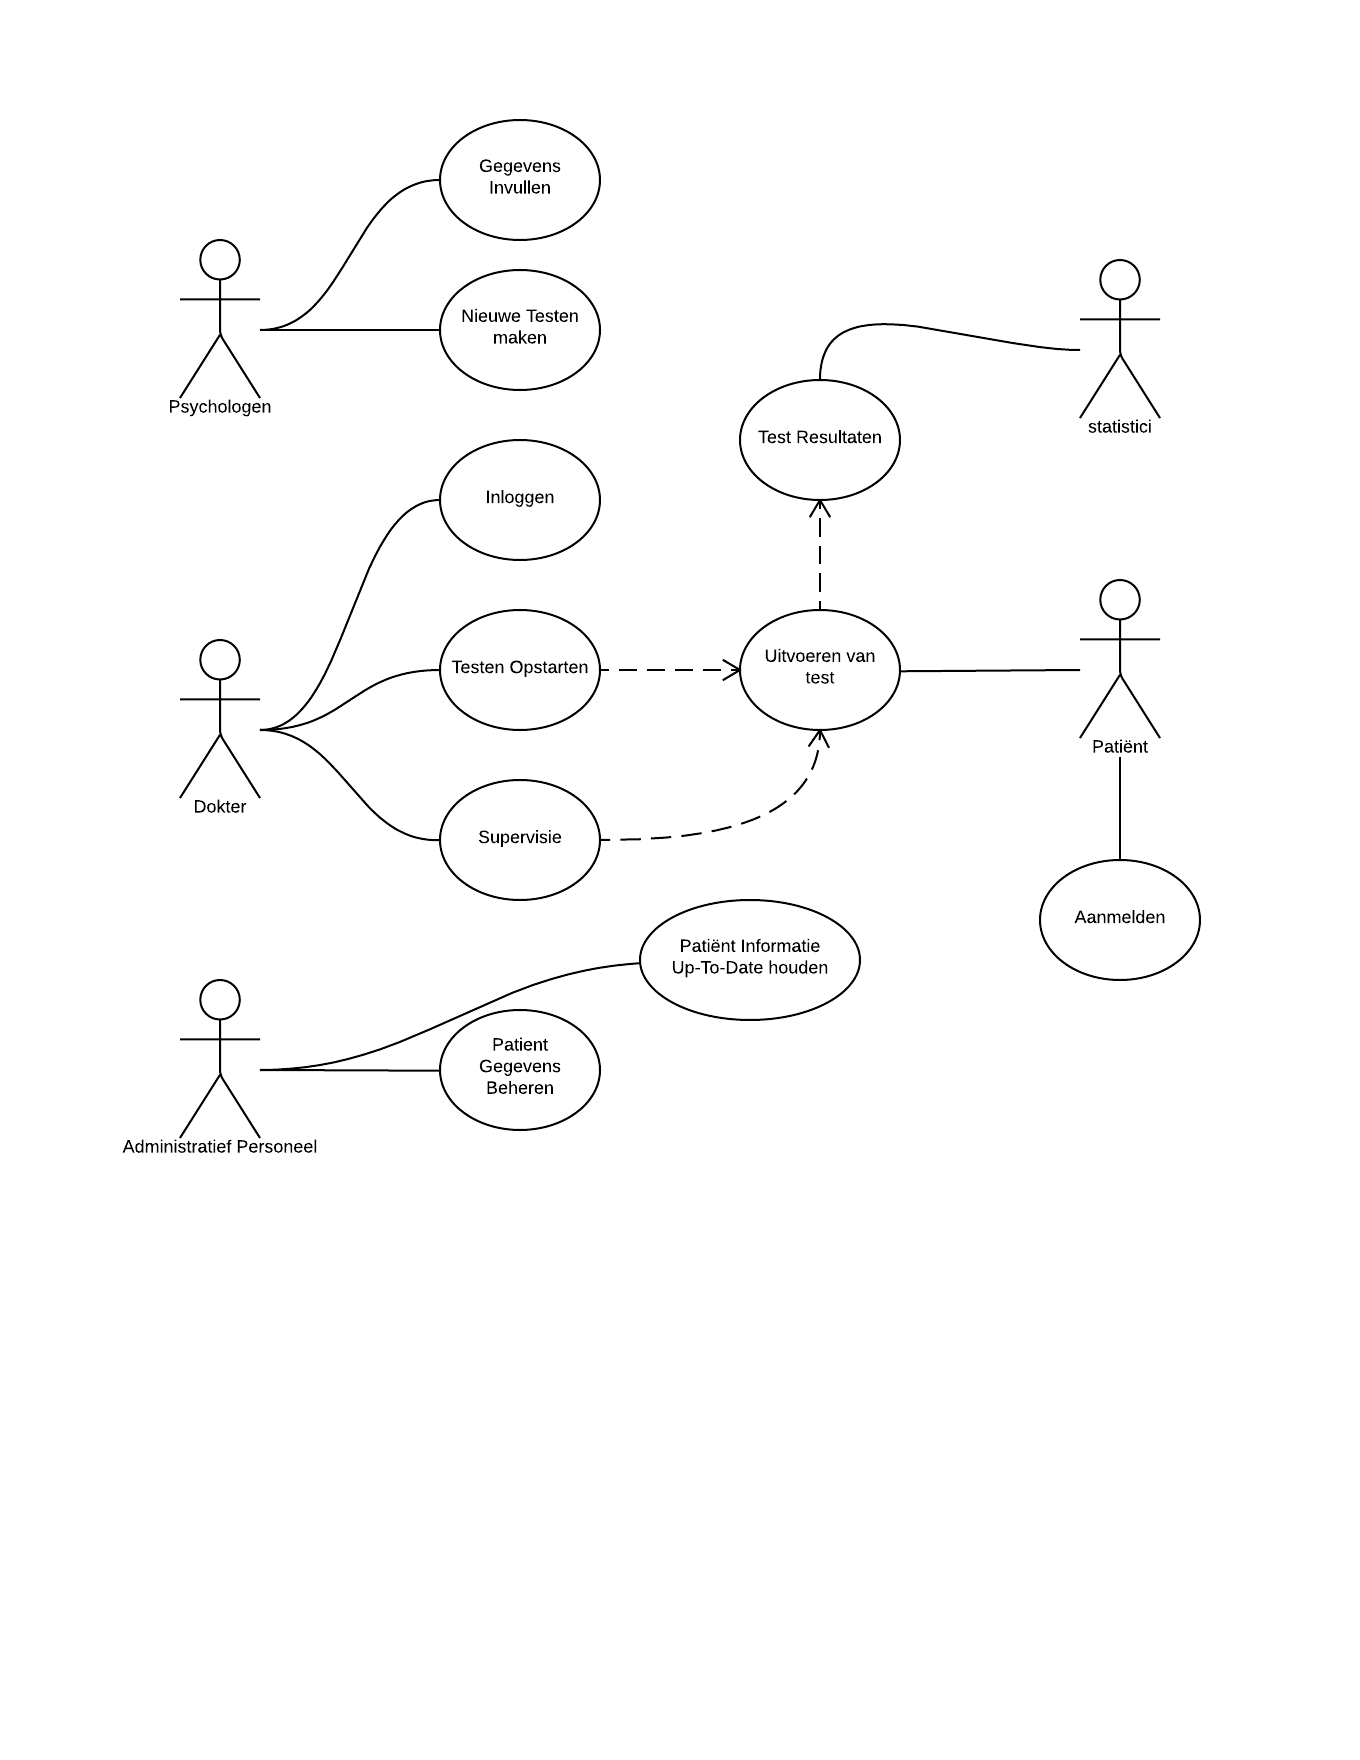 Gegevens
Invullen
Nieuwe Testen
maken
Psychologen
statistici
Test Resultaten
Inloggen
Testen Opstarten
Uitvoeren van
test
Patiënt
Dokter
Supervisie
Aanmelden
Patiënt Informatie
Up-To-Date houden
Patient
Gegevens
Beheren
Administratief Personeel